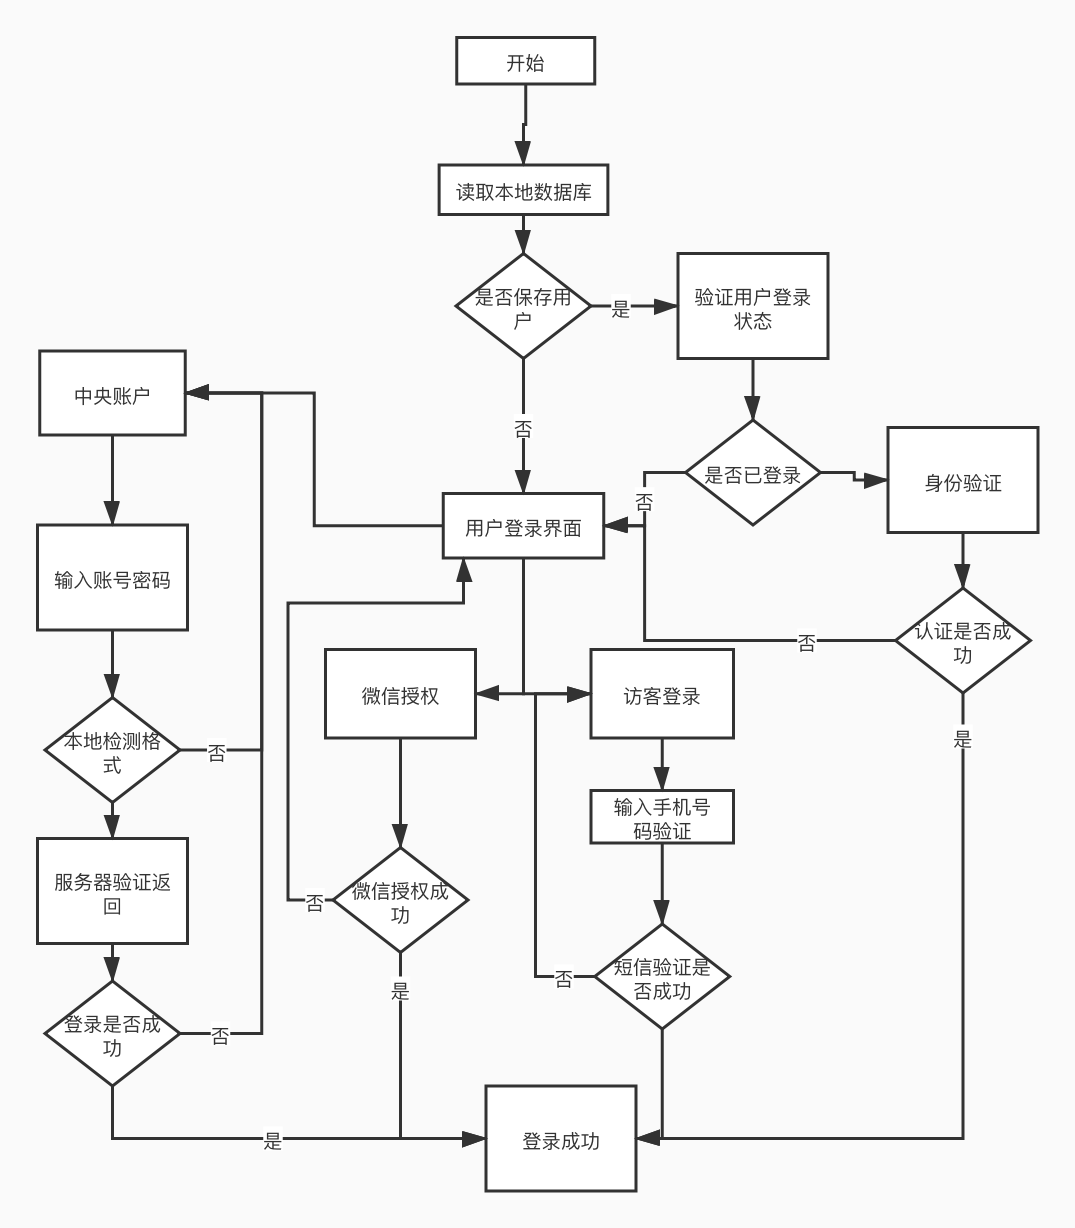 开始
读取本地数据库
是否保存用
户
是
验证用户登录
状态
中央账户
否
是否已登录
身份验证
否
用户登录界面
输入账号密码
认证是否成
功
否
微信授权
访客登录
本地检测格
式
否
是
输入手机号
码验证
服务器验证返
回
微信授权成
功
否
短信验证是
否成功
否
是
登录是否成
功
否
是
登录成功